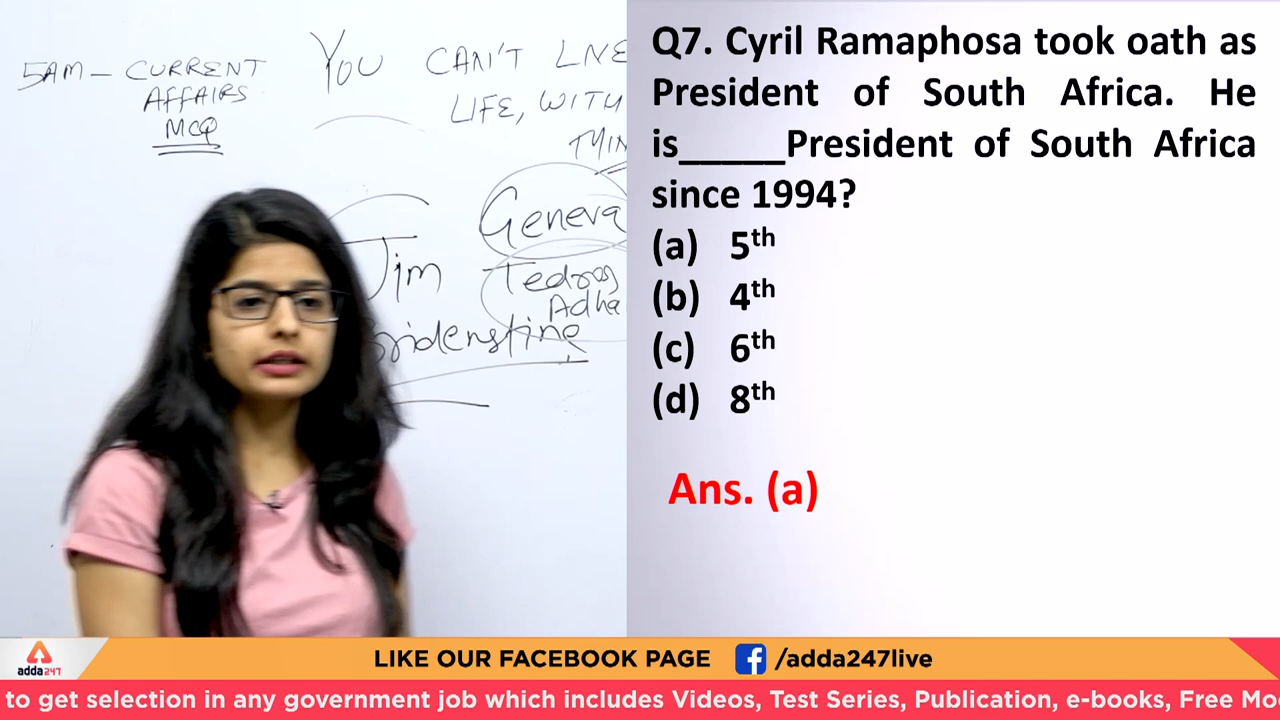 5AM - CURRENT
AFFAIRS
MCQ
YOU CAN'T
LIFE, WITH
Geneva
Jim
Tedros
Adha
Bridenstine
Q7. Cyril Ramaphosa took oath as
President of South Africa. He
is_____President of South Africa
since 1994?
(a) 5th
(b) 4th
(c) 6th
(d) 8th
Ans. (a)
adda247
LIKE OUR FACEBOOK PAGE f /adda247live
to get selection in any government job which includes Videos, Test Series, Publication, e-books, Free Mo